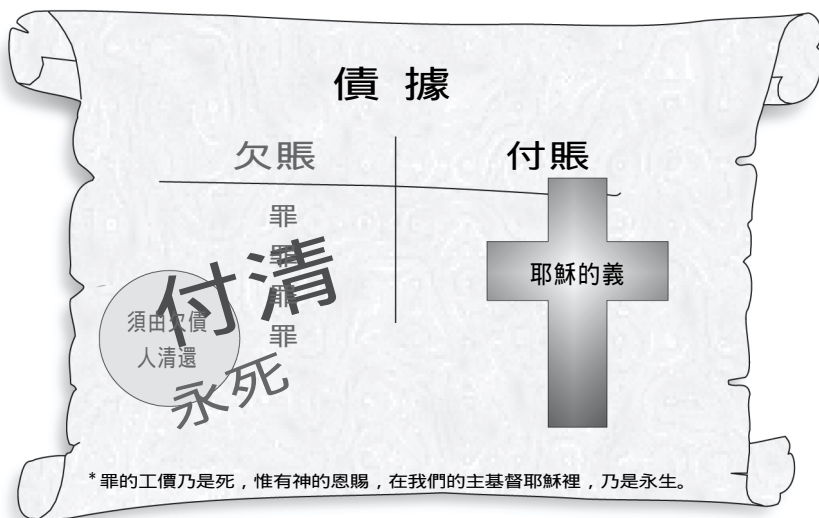 債據
欠賬
付賬
罪
罪
罪
罪
付清
須由欠債
人清還
永死
耶穌的義
*罪的工價乃是死，惟有神的恩賜，在我們的主基督耶穌裡，乃是永生。